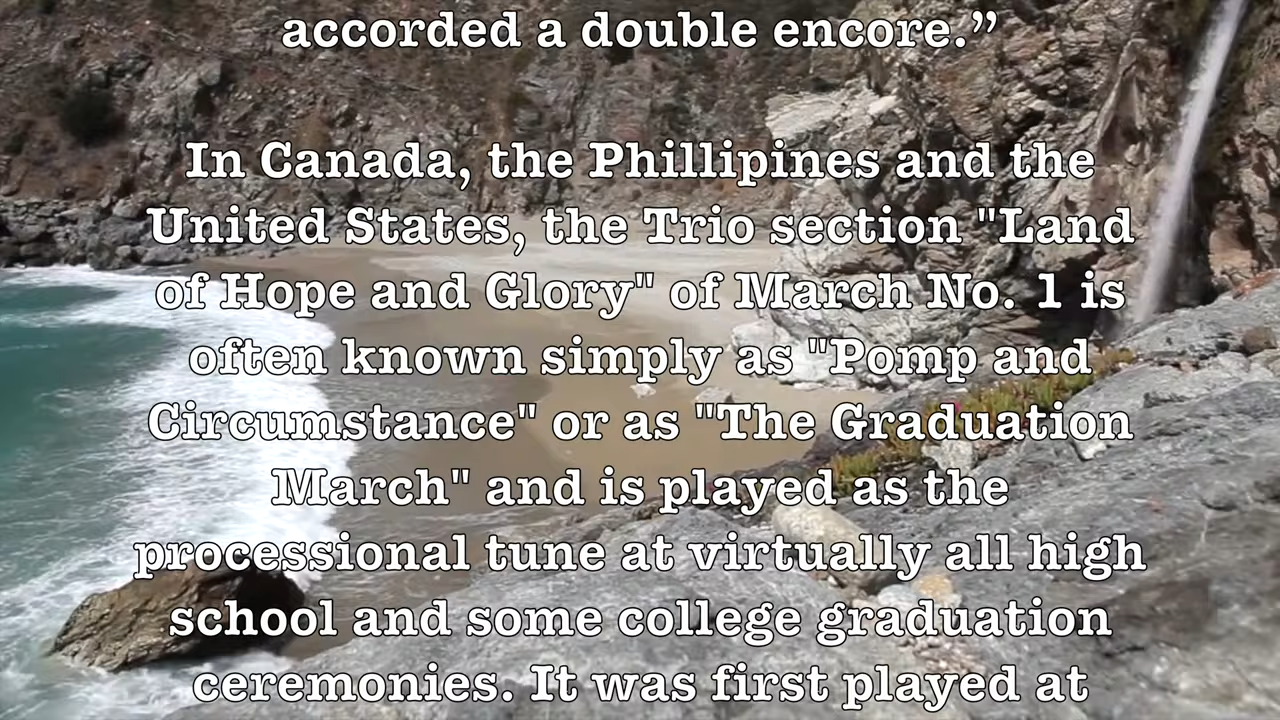 accorded a double encore.”
In Canada, the Phillipines and the
United States, the Trio section "Land
of Hope and Glory" of March No. 1 is
often known simply as "Pomp and
Circumstance" or as "The Graduation
March" and is played as the
processional tune at virtually all high
school and some college graduation
ceremonies. It was first played at